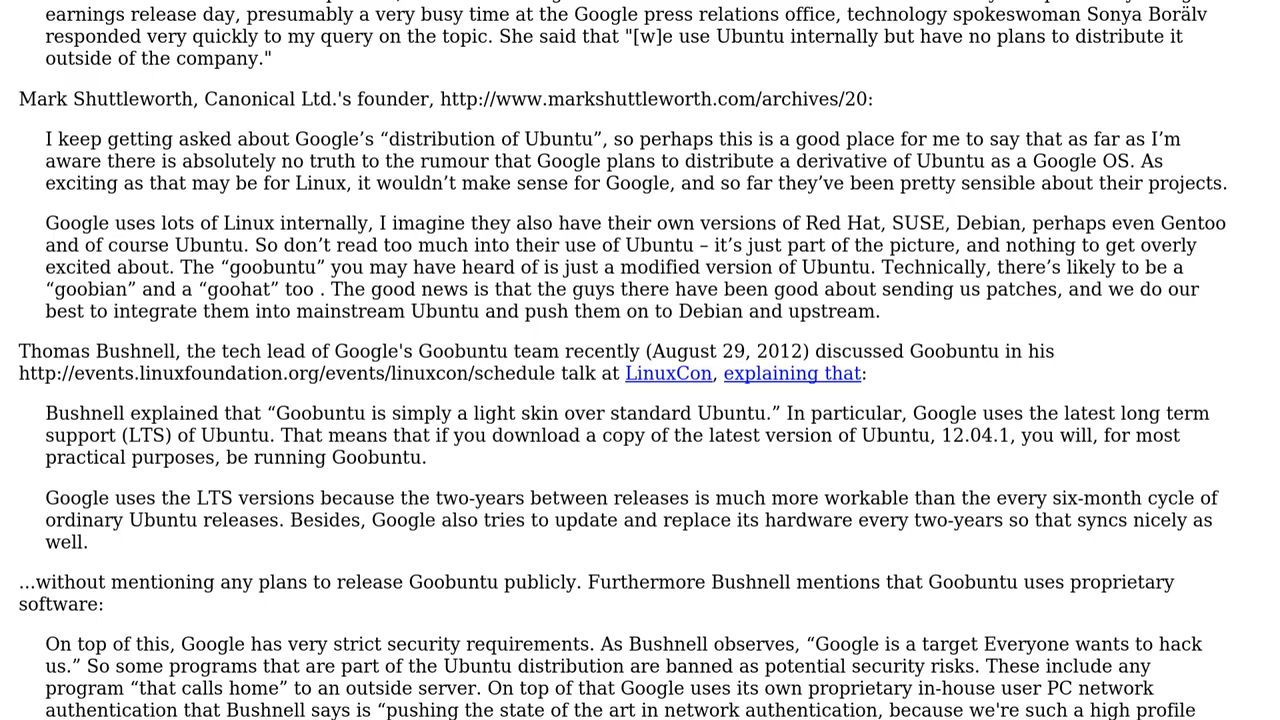 earnings release day, presumably a very busy time at the Google press relations office, technology spokeswoman Sonya Borälv
responded very quickly to my query on the topic. She said that "[w]e use Ubuntu internally but have no plans to distribute it
outside of the company."
Mark Shuttleworth, Canonical Ltd.'s founder, http://www.markshuttleworth.com/archives/20:
I keep getting asked about Google’s “distribution of Ubuntu”, so perhaps this is a good place for me to say that as far as I’m
aware there is absolutely no truth to the rumour that Google plans to distribute a derivative of Ubuntu as a Google OS. As
exciting as that may be for Linux, it wouldn’t make sense for Google, and so far they’ve been pretty sensible about their projects.
Google uses lots of Linux internally, I imagine they also have their own versions of Red Hat, SUSE, Debian, perhaps even Gentoo
and of course Ubuntu. So don’t read too much into their use of Ubuntu – it’s just part of the picture, and nothing to get overly
excited about. The “goobuntu” you may have heard of is just a modified version of Ubuntu. Technically, there’s likely to be a
“goobian” and a “goohat” too . The good news is that the guys there have been good about sending us patches, and we do our
best to integrate them into mainstream Ubuntu and push them on to Debian and upstream.
Thomas Bushnell, the tech lead of Google's Goobuntu team recently (August 29, 2012) discussed Goobuntu in his
http://events.linuxfoundation.org/events/linuxcon/schedule talk at LinuxCon, explaining that:
Bushnell explained that “Goobuntu is simply a light skin over standard Ubuntu.” In particular, Google uses the latest long term
support (LTS) of Ubuntu. That means that if you download a copy of the latest version of Ubuntu, 12.04.1, you will, for most
practical purposes, be running Goobuntu.
Google uses the LTS versions because the two-years between releases is much more workable than the every six-month cycle of
ordinary Ubuntu releases. Besides, Google also tries to update and replace its hardware every two-years so that syncs nicely as
well.
...without mentioning any plans to release Goobuntu publicly. Furthermore Bushnell mentions that Goobuntu uses proprietary
software:
On top of this, Google has very strict security requirements. As Bushnell observes, “Google is a target Everyone wants to hack
us.” So some programs that are part of the Ubuntu distribution are banned as potential security risks. These include any
program “that calls home” to an outside server. On top of that Google uses its own proprietary in-house user PC network
authentication that Bushnell says is “pushing the state of the art in network authentication, because we're such a high profile